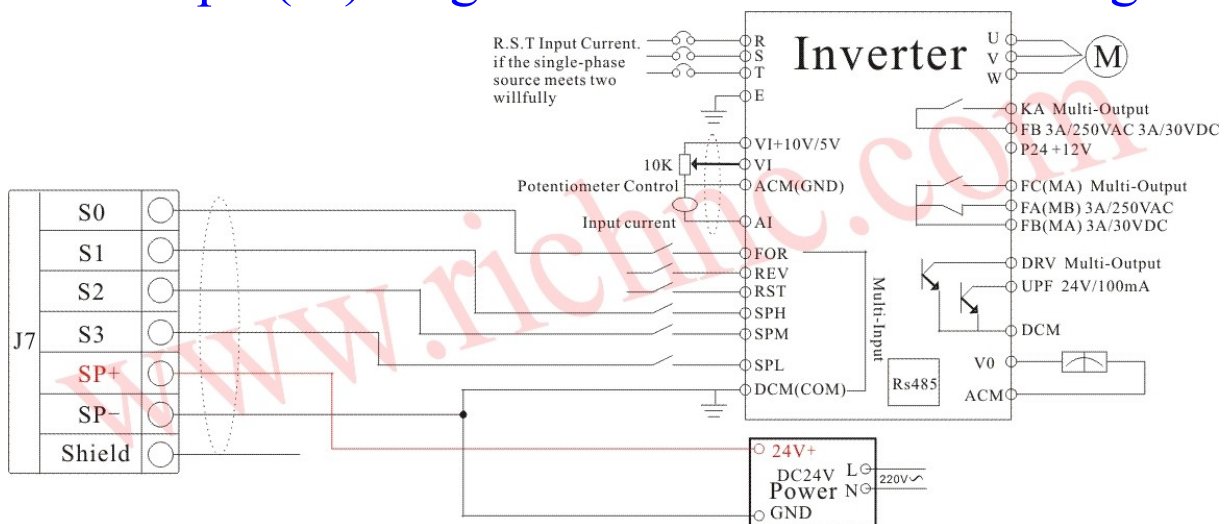 R.S.T Input Current.
if the single-phase
source meets two
willfully
R
S
T
E
Inverter
U
V
W
M
KA Multi-Output
FB 3A/250VAC 3A/30VDC
P24 +12V
VI+10V/5V
10K
VI
Potentiometer Control
ACM(GND)
Input current
AI
FC(MA) Multi-Output
FA(MB) 3A/250VAC
FB(MA) 3A/30VDC
FOR
REV
RST
SPH
SPM
SPL
DCM(COM)
Multi-Input
Rs485
DRV Multi-Output
UPF 24V/100mA
DCM
V0
ACM
J7
S0
S1
S2
S3
SP+
SP-
Shield
24V+
DC24V L
Power N
220V~
GND
www.richnc.com